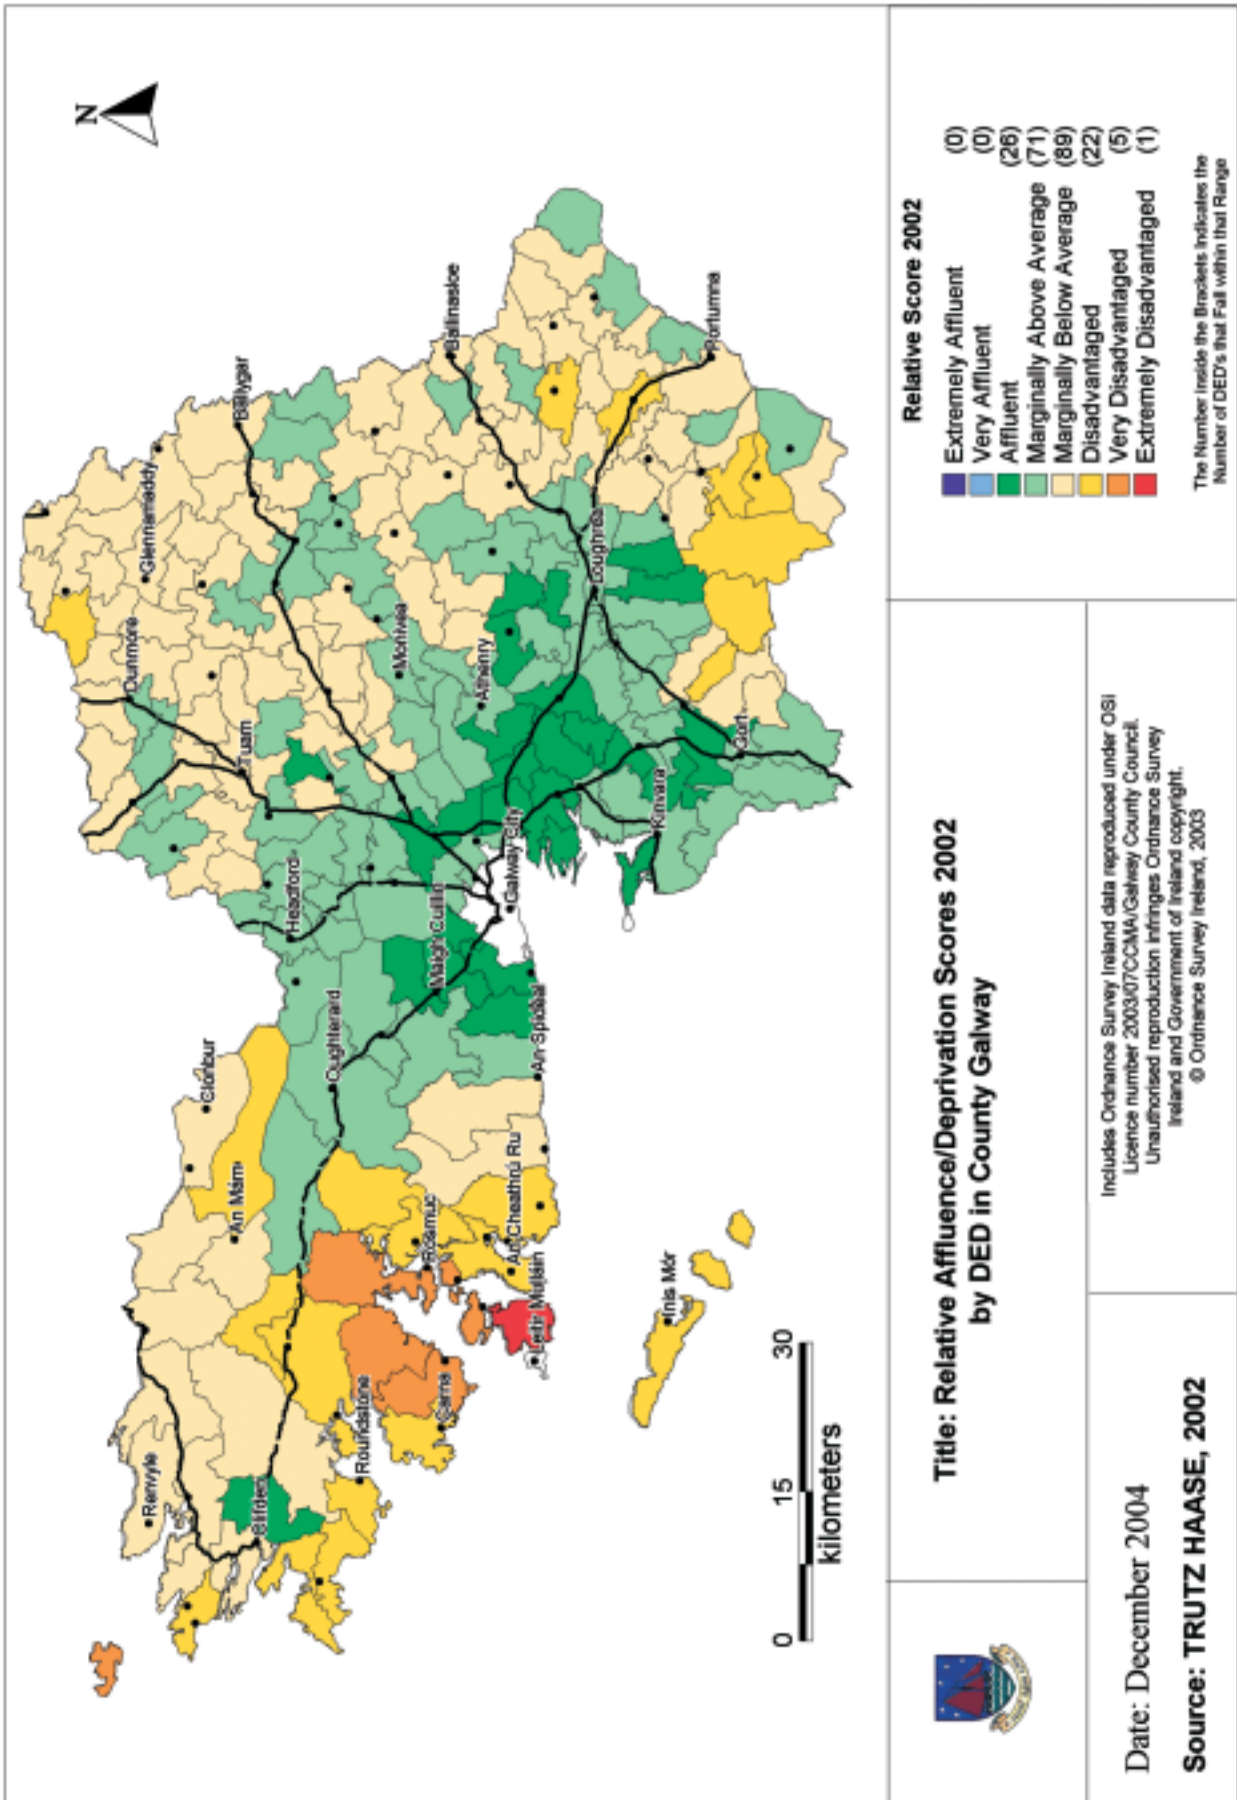 N
Ballygar
Glennamaddy
Dunmore
Tuam
Ballinasloe
Portumna
Monivea
Athenry
Loughrea
Headford
Galway City
Gort
Kinvara
Maigh Cuilin
Oughterard
An Spidéal
Clonbur
An Mám
Rosmuc
An Cheathrú Ru
Leitir Mulláin
Inis Mór
Renvyle
Clifden
Roundstone
Carna
0 15 30
kilometers
Relative Score 2002
Extremely Affluent (0)
Very Affluent (0)
Affluent (26)
Marginally Above Average (71)
Marginally Below Average (89)
Disadvantaged (22)
Very Disadvantaged (5)
Extremely Disadvantaged (1)
The Number Inside the Brackets Indicates the
Number of DED's that Fall within that Range
Title: Relative Affluence/Deprivation Scores 2002
by DED in County Galway
Includes Ordnance Survey Ireland data reproduced under OSi
Licence number 2003/07CCMA/Galway County Council.
Unauthorised reproduction infringes Ordnance Survey
Ireland and Government of Ireland copyright.
© Ordnance Survey Ireland, 2003
Date: December 2004
Source: TRUTZ HAASE, 2002